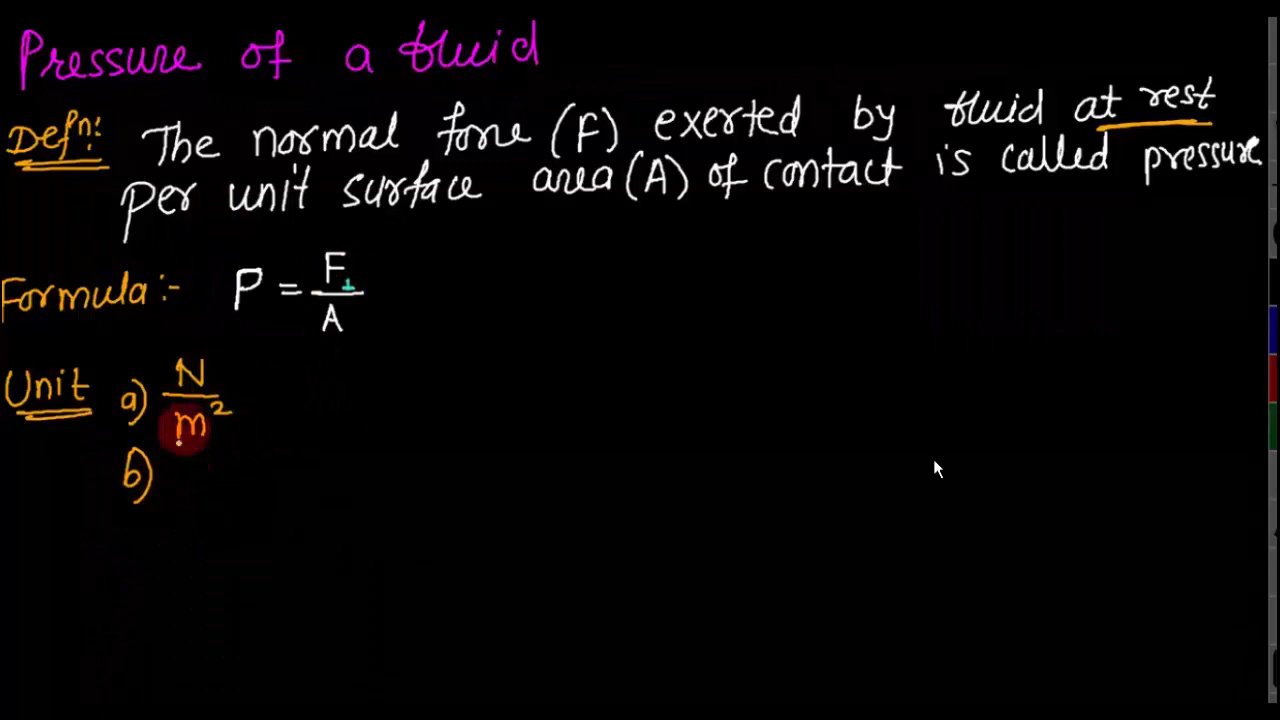 Pressure of a fluid
Defn: The normal force (F) exerted by fluid at rest
per unit surface area (A) of contact is called pressure
Formula:- P = F⊥/A
Unit a) N/m²
b)